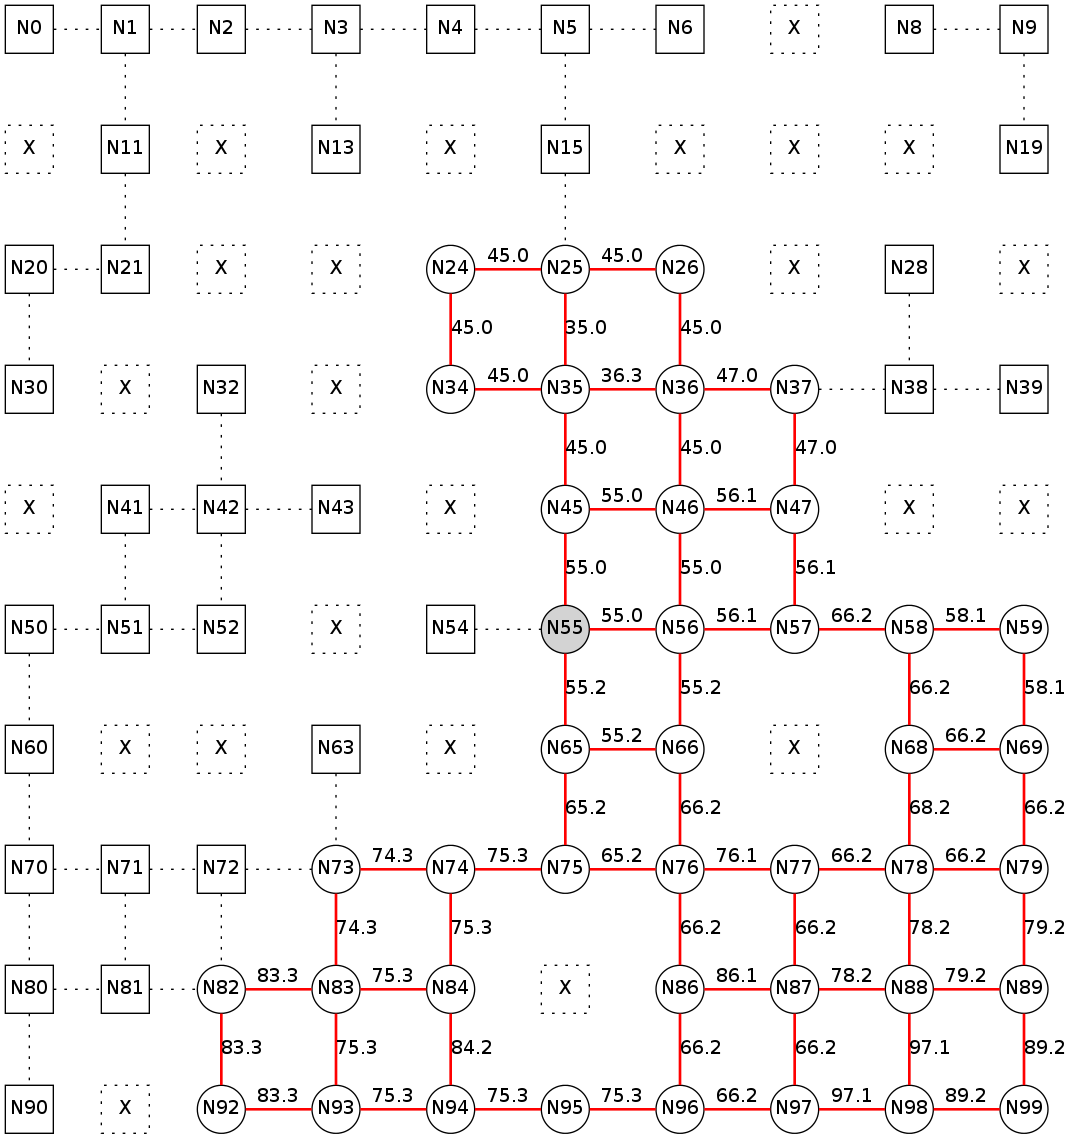 N0 N1 N2 N3 N4 N5 N6 X N8 N9
X N11 X N13 X N15 X X X N19
45.0 45.0
N20 N21 X X N24 N25 N26 X N28 X
45.0 35.0 45.0
45.0 36.3 47.0
N30 X N32 X N34 N35 N36 N37 N38 N39
45.0 45.0 47.0
55.0 56.1
X N41 N42 N43 X N45 N46 N47 X X
55.0 55.0 56.1
55.0 56.1 66.2 58.1
N50 N51 N52 X N54 N55 N56 N57 N58 N59
55.2 55.2 66.2 58.1
55.2 66.2
N60 X X N63 X N65 N66 X N68 N69
65.2 66.2 68.2 66.2
74.3 75.3 65.2 76.1 66.2 66.2
N70 N71 N72 N73 N74 N75 N76 N77 N78 N79
74.3 75.3 66.2 66.2 78.2 79.2
83.3 75.3 86.1 78.2 79.2
N80 N81 N82 N83 N84 X N86 N87 N88 N89
83.3 75.3 84.2 66.2 66.2 97.1 89.2
83.3 75.3 75.3 75.3 66.2 97.1 89.2
N90 X N92 N93 N94 N95 N96 N97 N98 N99